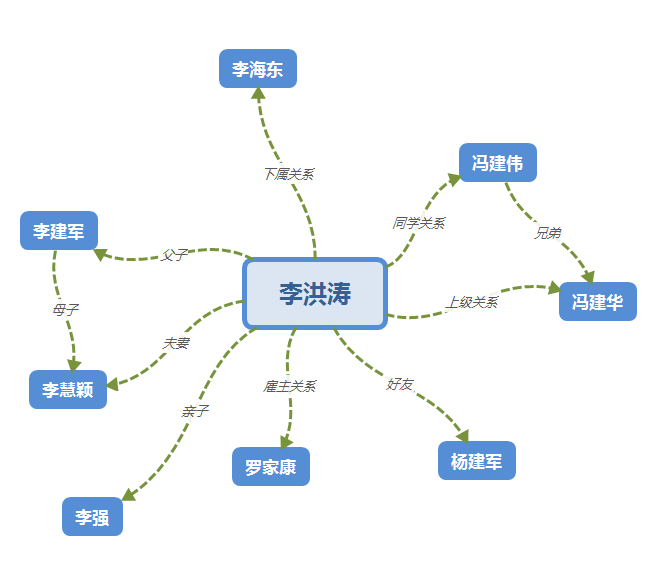 李海东
冯建伟
下属关系
同学关系
李建军
兄弟
父子
李洪涛
母子
上级关系
冯建华
夫妻
李慧颖
亲子
雇主关系
好友
罗家康
杨建军
李强